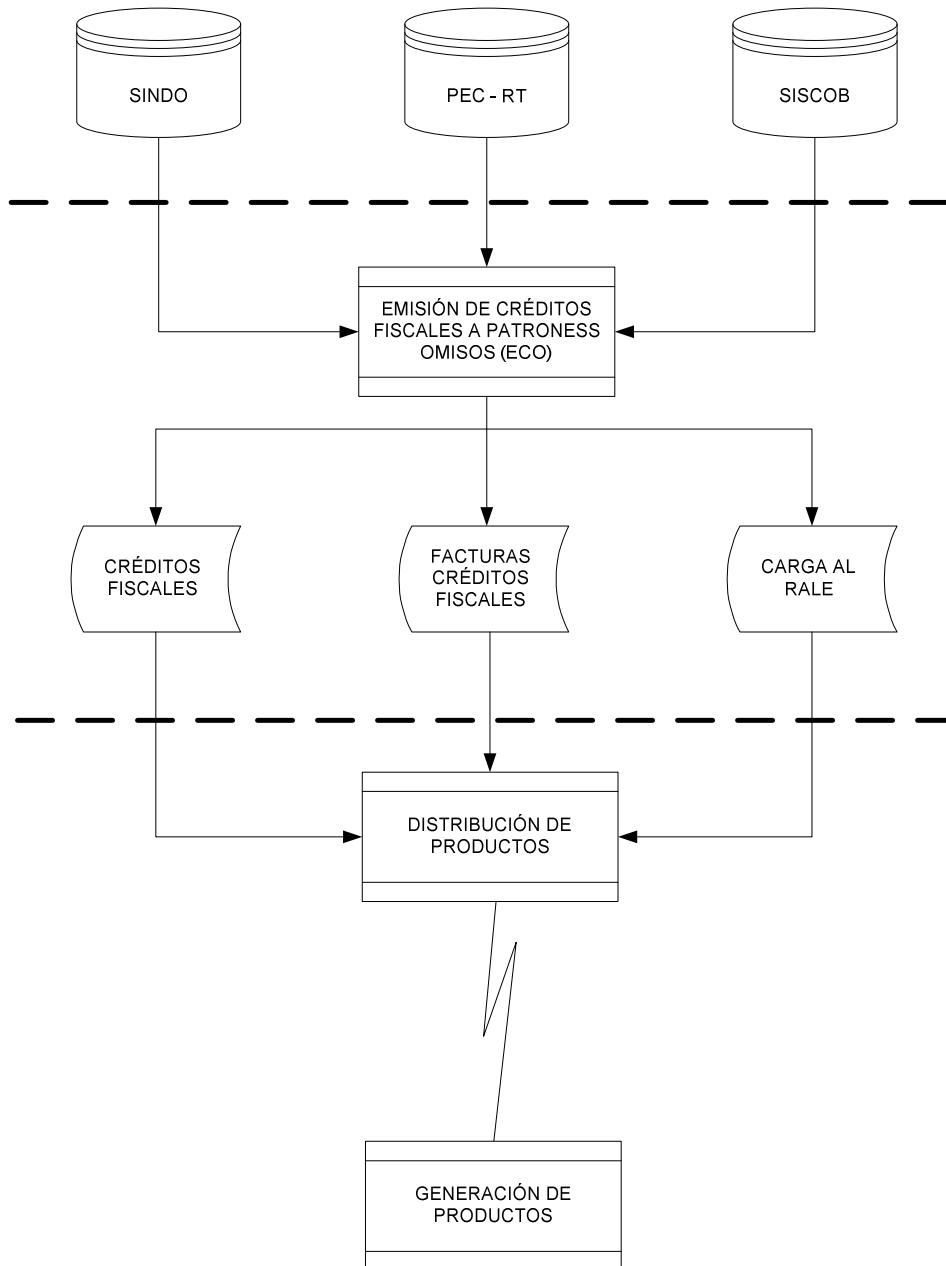 SINDO
PEC - RT
SISCOB
EMISIÓN DE CRÉDITOS
FISCALES A PATRONESS
OMISOS (ECO)
CRÉDITOS
FISCALES
FACTURAS
CRÉDITOS
FISCALES
CARGA AL
RALE
DISTRIBUCIÓN DE
PRODUCTOS
GENERACIÓN DE
PRODUCTOS